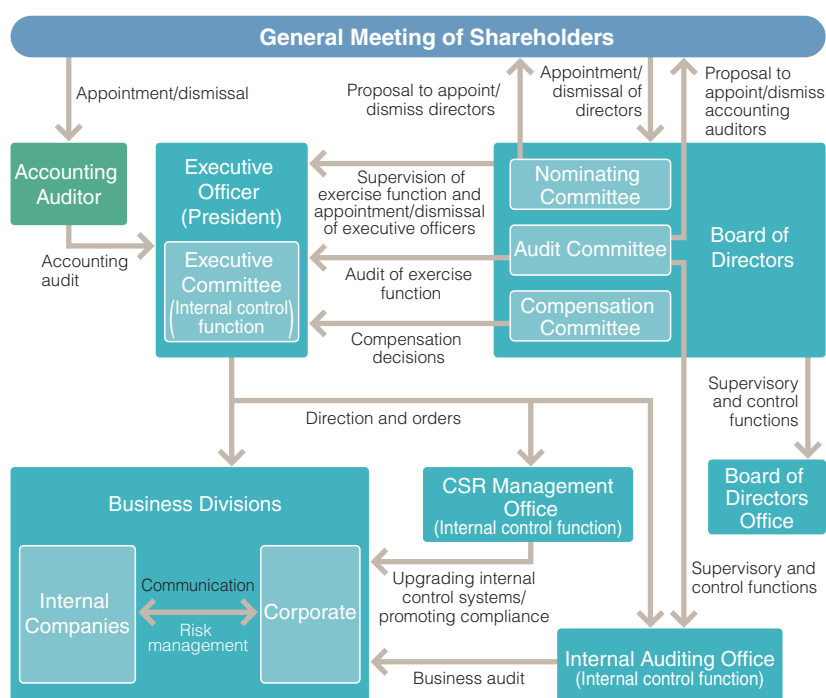 General Meeting of Shareholders
Appointment/dismissal
Proposal to appoint/
dismiss directors
Appointment/
dismissal of
directors
Proposal to
appoint/dismiss
accounting
auditors
Accounting
Auditor
Executive
Officer
(President)
Supervision of
exercise function and
appointment/dismissal
of executive officers
Nominating
Committee
Board of
Directors
Accounting
audit
Executive
Committee
(Internal control
function)
Audit of exercise
function
Audit Committee
Compensation
decisions
Compensation
Committee
Direction and orders
Supervisory
and control
functions
Business Divisions
CSR Management
Office
(Internal control function)
Board of
Directors
Office
Internal
Companies
Communication
Risk
management
Corporate
Upgrading internal
control systems/
promoting compliance
Supervisory and
control functions
Business audit
Internal Auditing Office
(Internal control function)